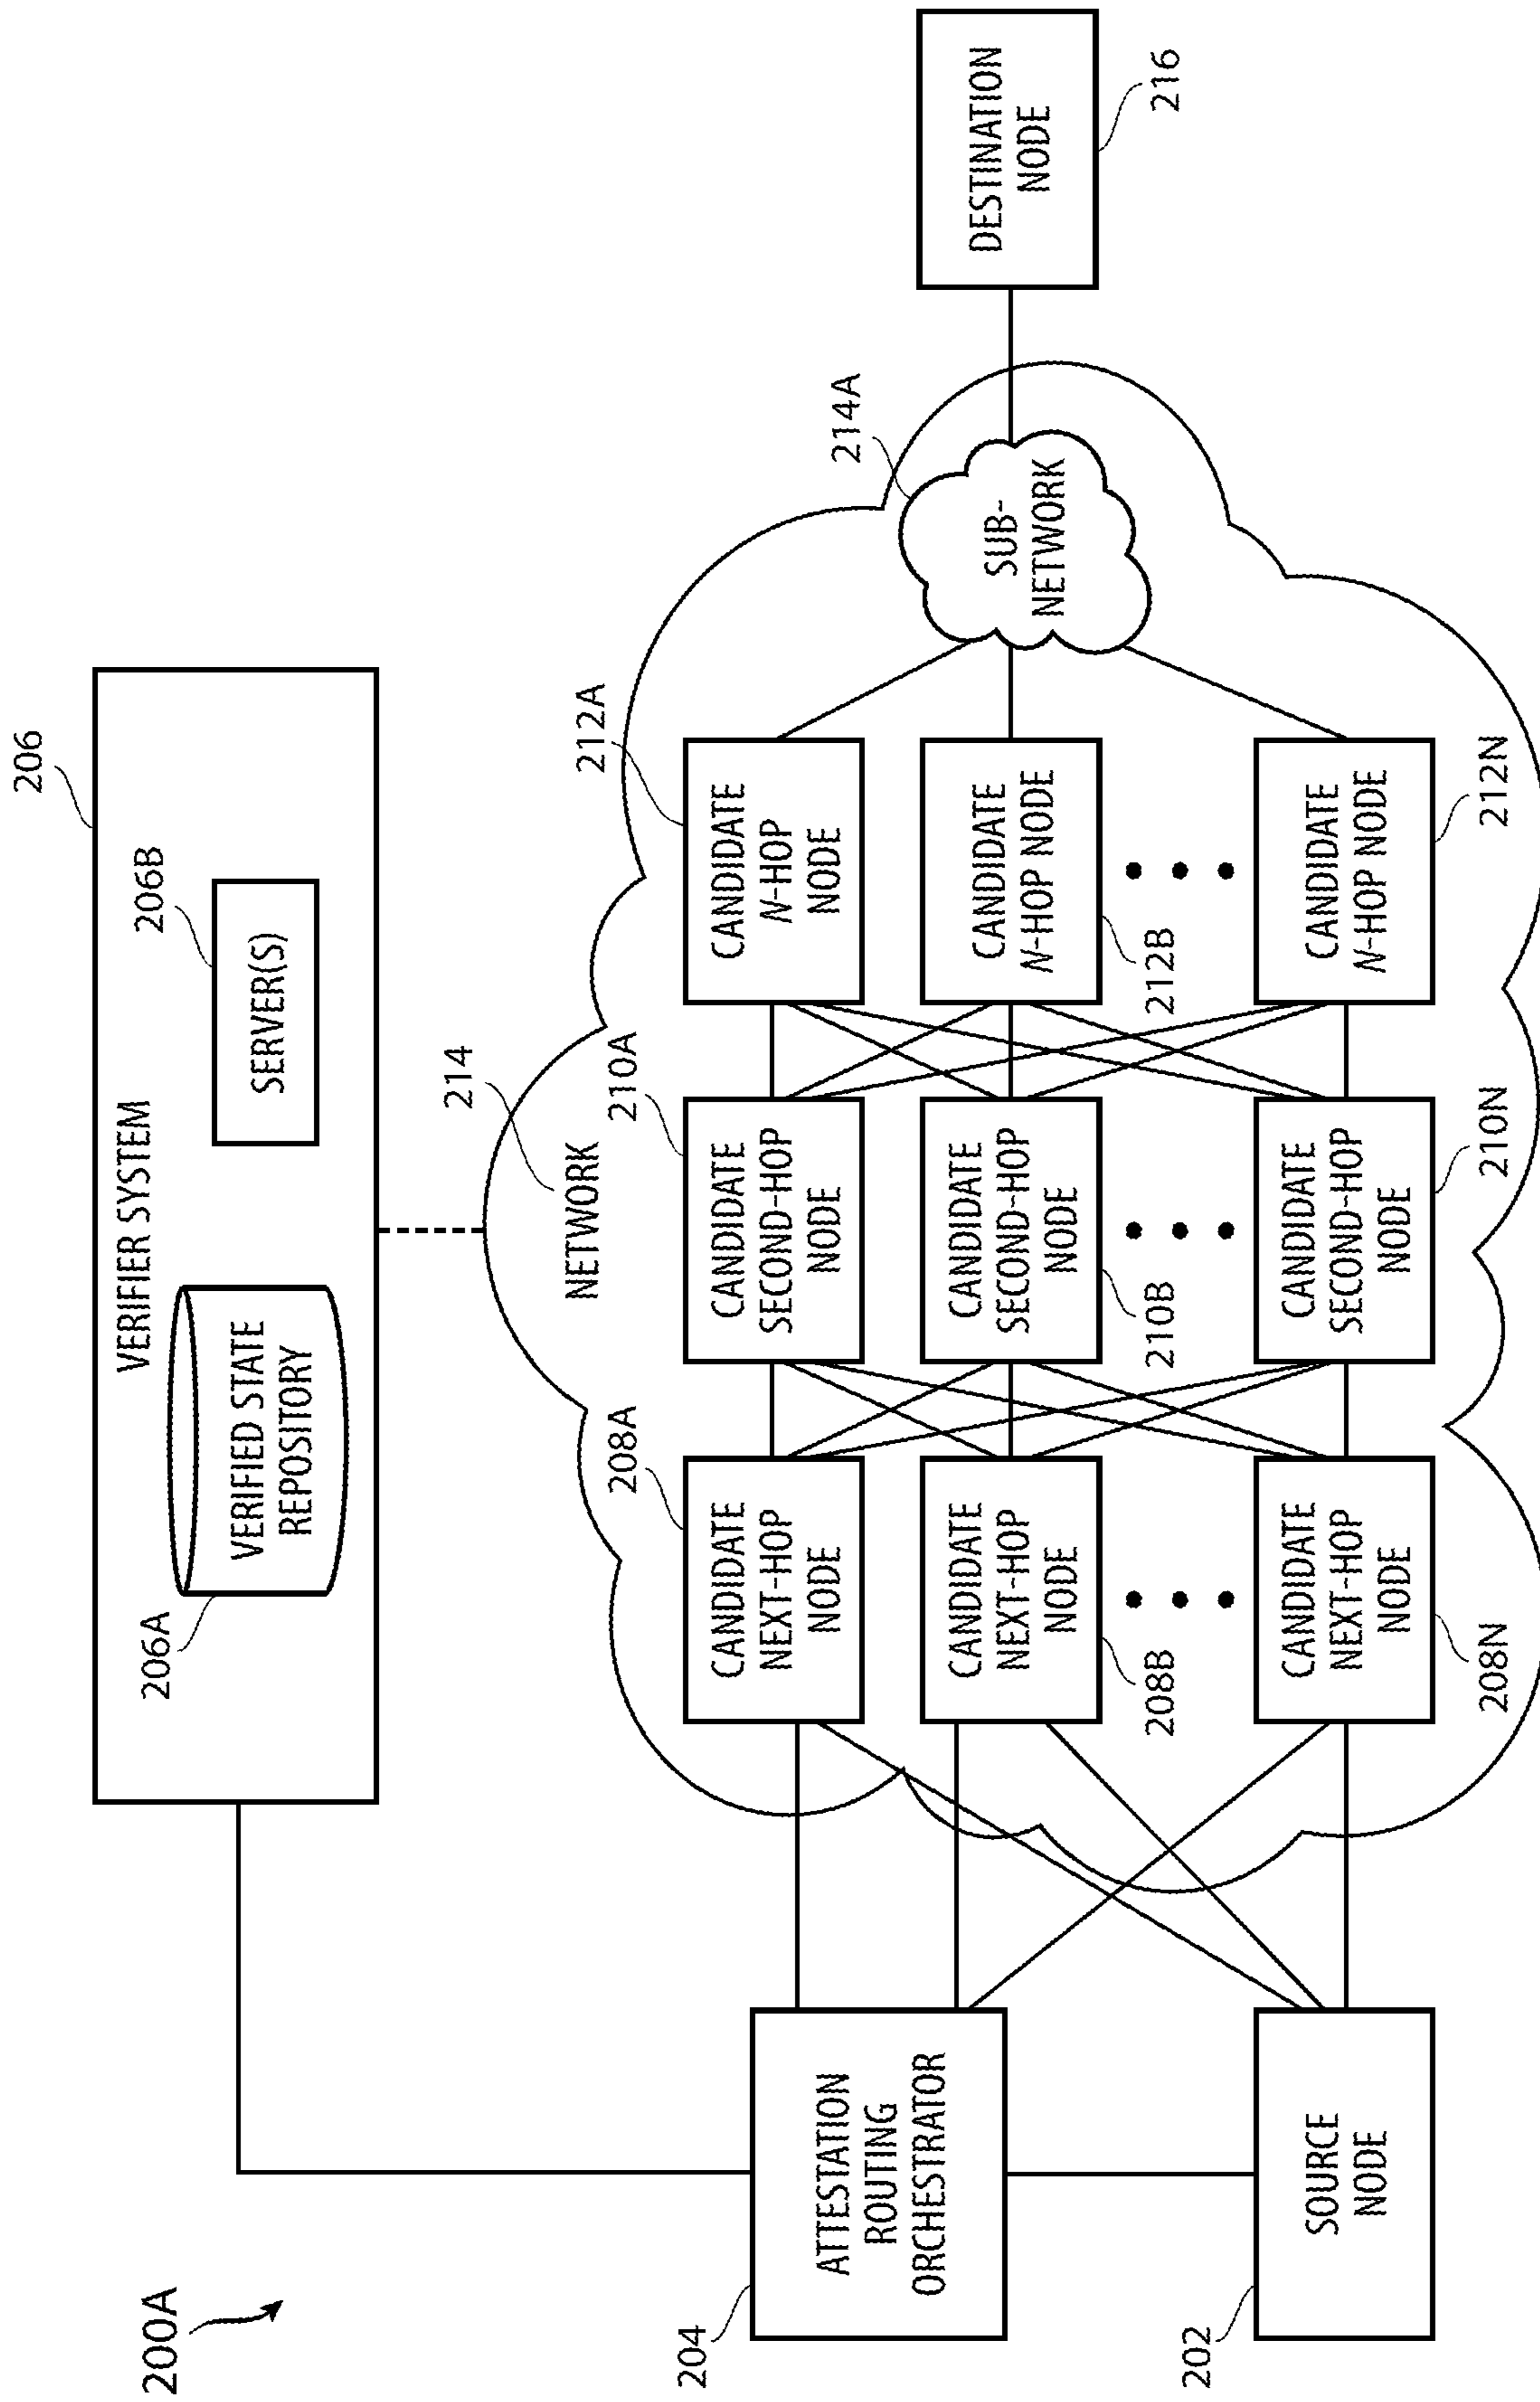 200A
206
VERIFIER SYSTEM
206A
VERIFIED STATE
REPOSITORY
206B
SERVER(S)
214
NETWORK
204
ATTESTATION
ROUTING
ORCHESTRATOR
202
SOURCE
NODE
208A
CANDIDATE
NEXT-HOP
NODE
210A
CANDIDATE
SECOND-HOP
NODE
212A
CANDIDATE
N-HOP
NODE
CANDIDATE
NEXT-HOP
NODE
208B
CANDIDATE
SECOND-HOP
NODE
210B
CANDIDATE
N-HOP NODE
212B
CANDIDATE
NEXT-HOP
NODE
208N
CANDIDATE
SECOND-HOP
NODE
210N
CANDIDATE
N-HOP NODE
212N
214A
SUB-
NETWORK
DESTINATION
NODE
216